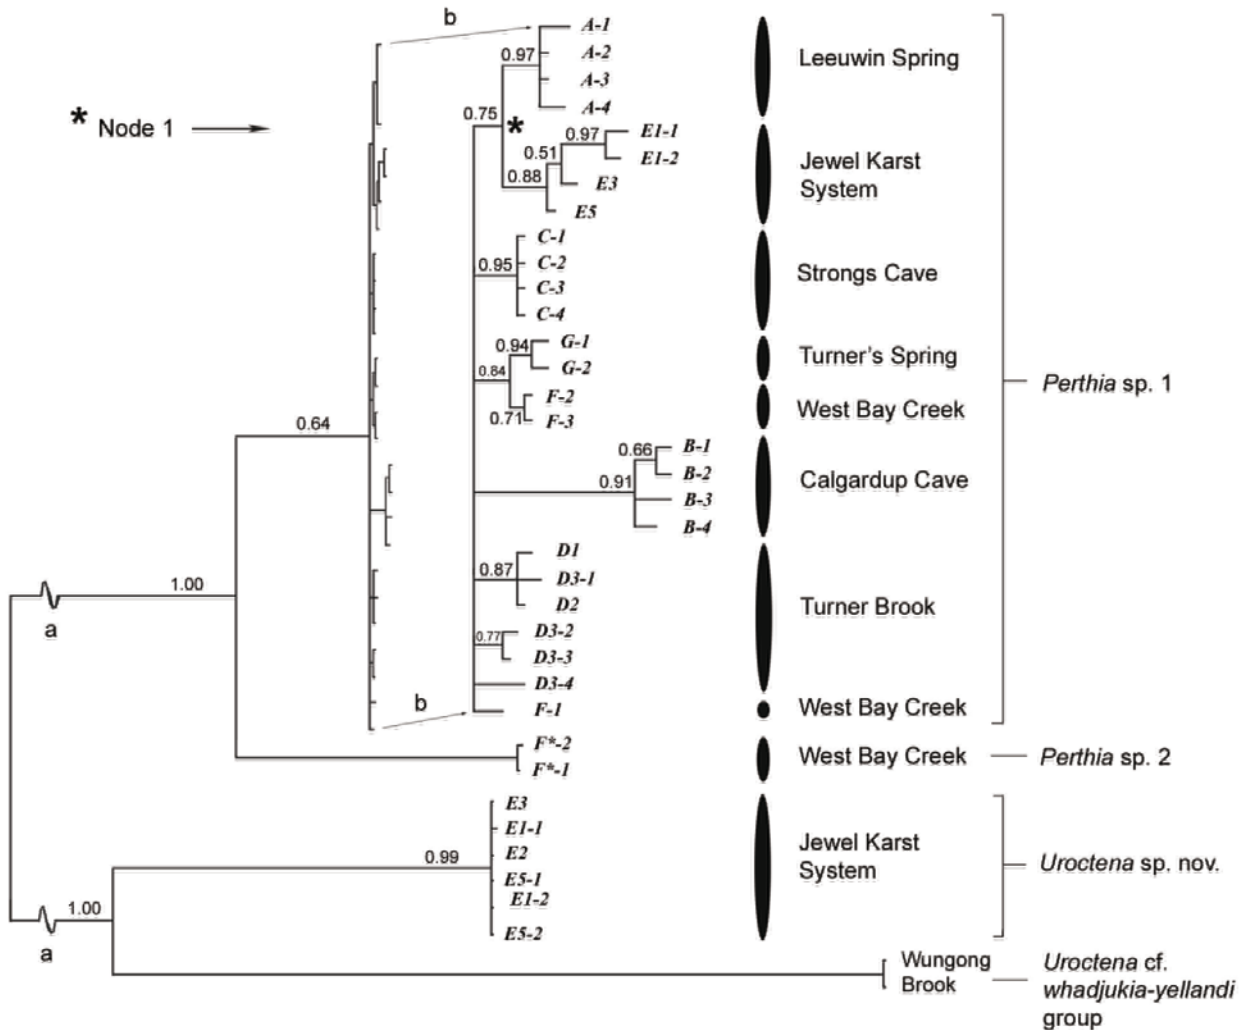 b
* Node 1
0.97
A-1
A-2
A-3
A-4
Leeuwin Spring
0.75
*
0.97
E1-1
E1-2
0.51
0.88
E3
E5
Jewel Karst
System
0.95
C-1
C-2
C-3
C-4
Strongs Cave
0.94
G-1
G-2
0.84
Turner's Spring
F-2
F-3
0.71
West Bay Creek
Perthia sp. 1
0.64
0.66
B-1
B-2
0.91
B-3
B-4
Calgardup Cave
1.00
a
0.87
D1
D3-1
D2
Turner Brook
0.77
D3-2
D3-3
D3-4
b
F-1
West Bay Creek
F*-2
F*-1
West Bay Creek
Perthia sp. 2
0.99
E3
E1-1
E2
E5-1
E1-2
E5-2
Jewel Karst
System
Uroctena sp. nov.
1.00
a
Wungong
Brook
Uroctena cf.
whadjukia-yellandi
group